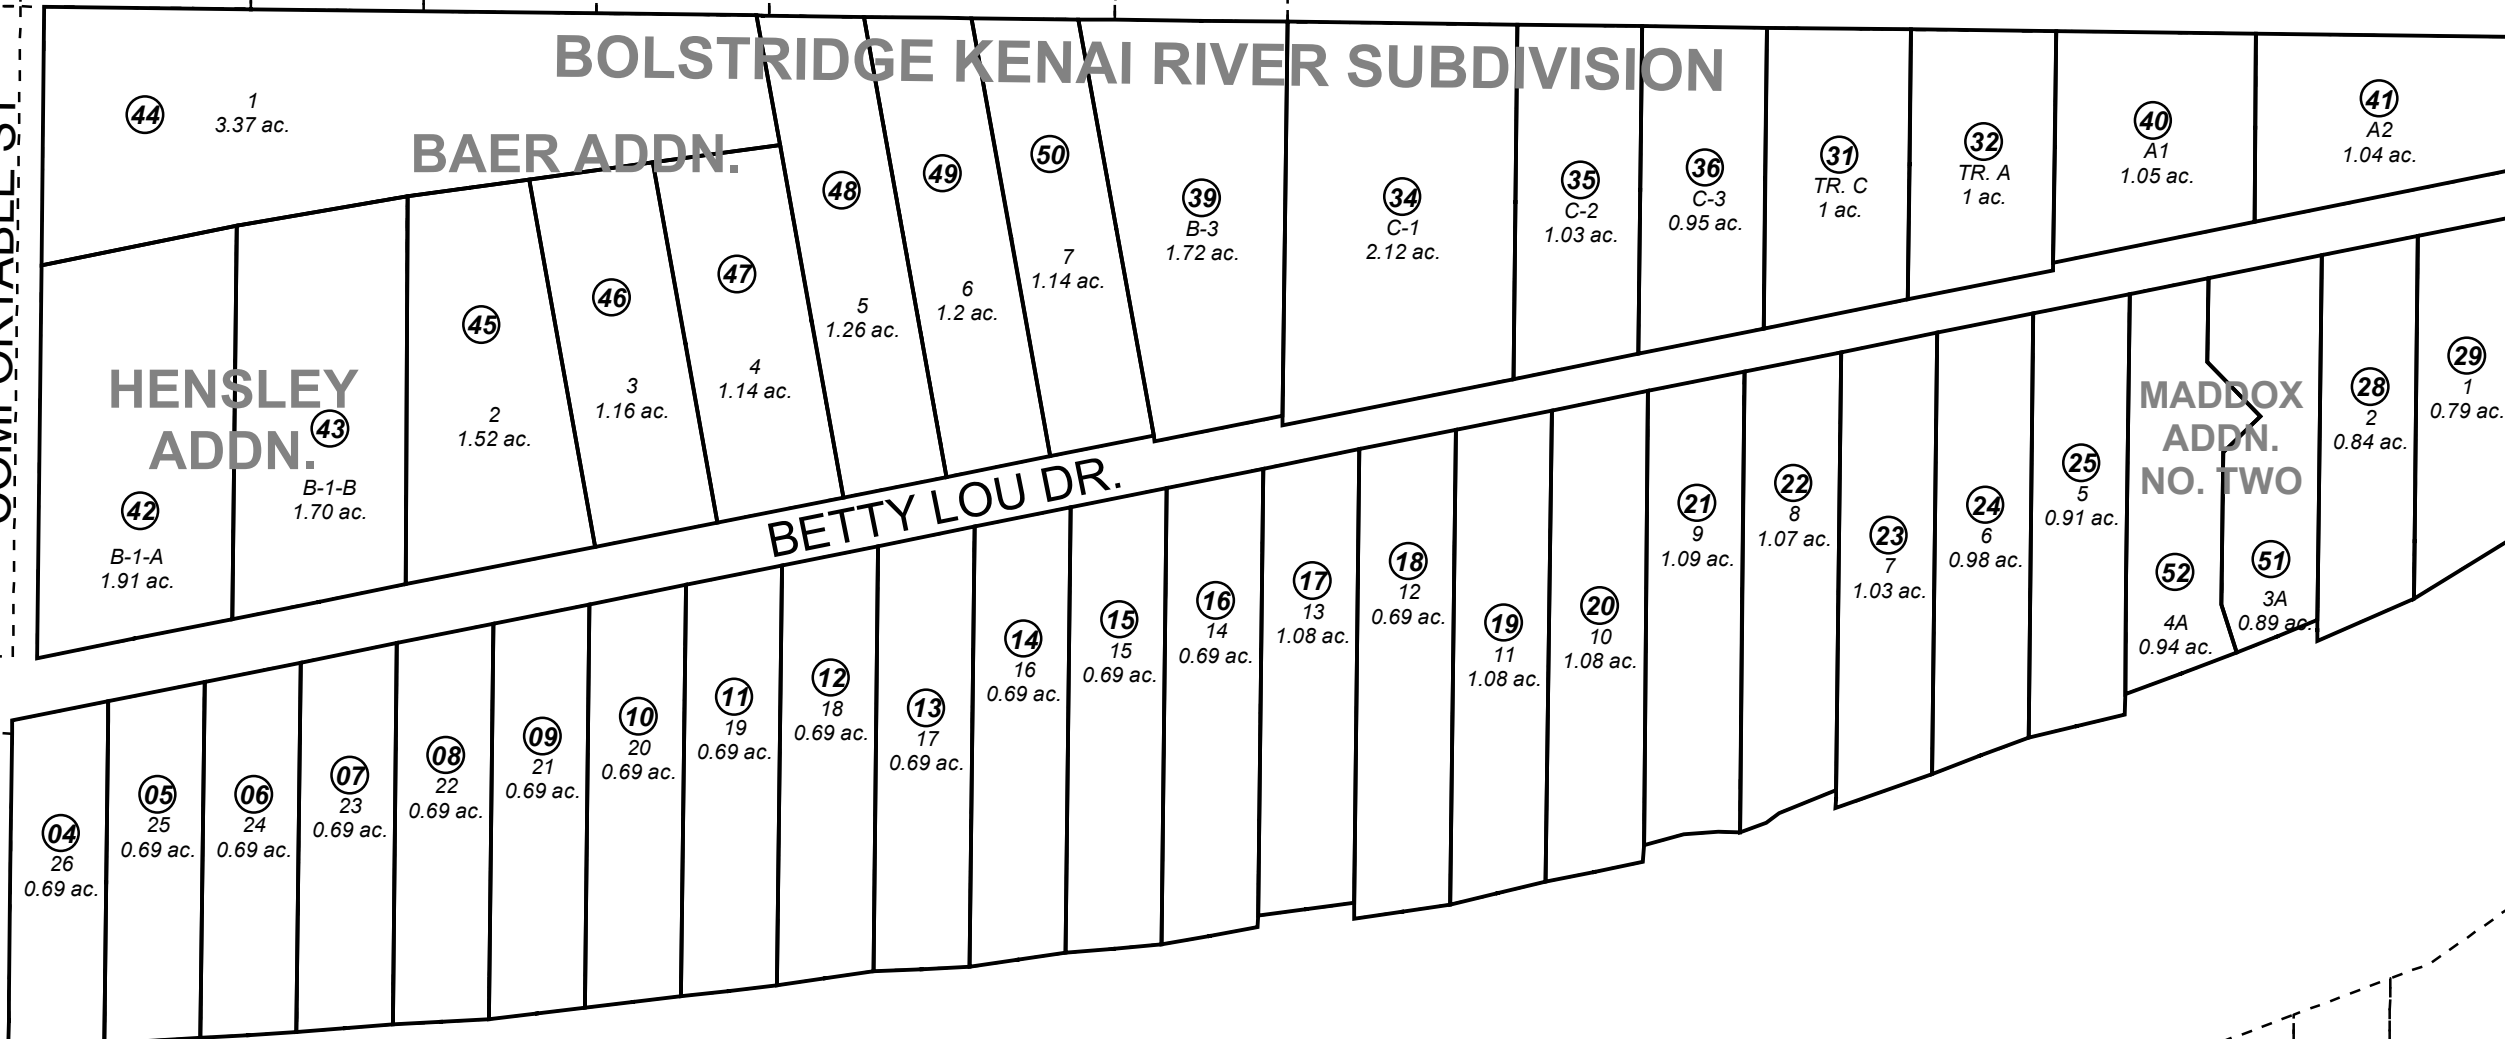 BOLSTRIDGE KENAI RIVER SUBDIVISION
BAER ADDN.
44
1
3.37 ac.
HENSLEY
ADDN.
42
B-1-A
1.91 ac.
43
B-1-B
1.70 ac.
45
2
1.52 ac.
46
3
1.16 ac.
47
4
1.14 ac.
48
5
1.26 ac.
49
6
1.2 ac.
50
7
1.14 ac.
39
B-3
1.72 ac.
34
C-1
2.12 ac.
35
C-2
1.03 ac.
36
C-3
0.95 ac.
31
TR. C
1 ac.
32
TR. A
1 ac.
40
A1
1.05 ac.
41
A2
1.04 ac.
BETTY LOU DR.
04
26
0.69 ac.
05
25
0.69 ac.
06
24
0.69 ac.
07
23
0.69 ac.
08
22
0.69 ac.
09
21
0.69 ac.
10
20
0.69 ac.
11
19
0.69 ac.
12
18
0.69 ac.
13
17
0.69 ac.
14
16
0.69 ac.
15
15
0.69 ac.
16
14
0.69 ac.
17
13
1.08 ac.
18
12
0.69 ac.
19
11
1.08 ac.
20
10
1.08 ac.
21
9
1.09 ac.
22
8
1.07 ac.
23
7
1.03 ac.
24
6
0.98 ac.
25
5
0.91 ac.
MADDOX
ADDN.
NO. TWO
52
4A
0.94 ac.
51
3A
0.89 ac.
28
2
0.84 ac.
29
1
0.79 ac.